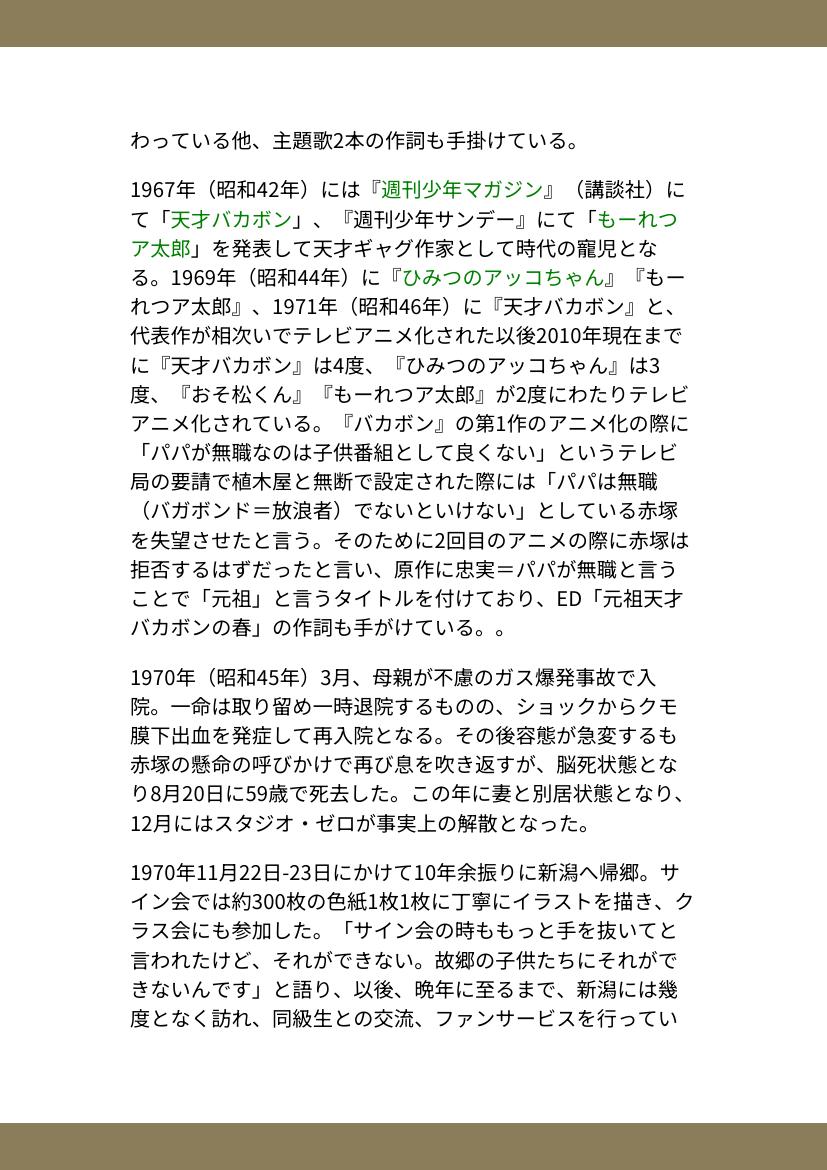 わっている他、主題歌2本の作詞も手掛けている。
1967年（昭和42年）には『週刊少年マガジン』（講談社）に
て「天才バカボン」、『週刊少年サンデー』にて「もーれつ
ア太郎」を発表して天才ギャグ作家として時代の寵児とな
る。1969年（昭和44年）に『ひみつのアッコちゃん』『もー
れつア太郎』、1971年（昭和46年）に『天才バカボン』と、
代表作が相次いでテレビアニメ化された以後2010年現在まで
に『天才バカボン』は4度、『ひみつのアッコちゃん』は3
度、『おそ松くん』『もーれつア太郎』が2度にわたりテレビ
アニメ化されている。『バカボン』の第1作のアニメ化の際に
「パパが無職なのは子供番組として良くない」というテレビ
局の要請で植木屋と無断で設定された際には「パパは無職
（バガボンド＝放浪者）でないといけない」としている赤塚
を失望させたと言う。そのために2回目のアニメの際に赤塚は
拒否するはずだったと言い、原作に忠実＝パパが無職と言う
ことで「元祖」と言うタイトルを付けており、ED「元祖天才
バカボンの春」の作詞も手がけている。。
1970年（昭和45年）3月、母親が不慮のガス爆発事故で入
院。一命は取り留め一時退院するものの、ショックからクモ
膜下出血を発症して再入院となる。その後容態が急変するも
赤塚の懸命の呼びかけで再び息を吹き返すが、脳死状態とな
り8月20日に59歳で死去した。この年に妻と別居状態となり、
12月にはスタジオ・ゼロが事実上の解散となった。
1970年11月22日-23日にかけて10年余振りに新潟へ帰郷。サ
イン会では約300枚の色紙1枚1枚に丁寧にイラストを描き、ク
ラス会にも参加した。「サイン会の時ももっと手を抜いてと
言われたけど、それができない。故郷の子供たちにそれがで
きないんです」と語り、以後、晩年に至るまで、新潟には幾
度となく訪れ、同級生との交流、ファンサービスを行ってい